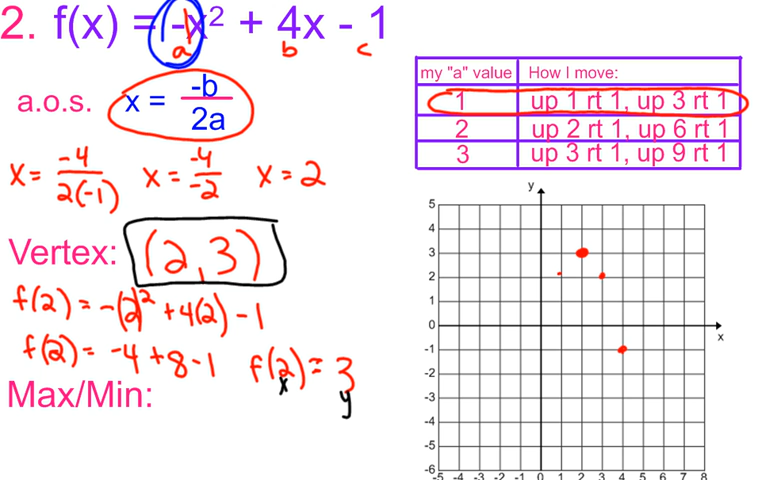 2. f(x) = -x² + 4x - 1
1
a b c
a.o.s. x = -b/2a
x = -4/2(-1) x = -4/-2 x = 2
Vertex: (2,3)
f(2) = -(2)² + 4(2) - 1
f(2) = -4 + 8 - 1 f(2) = 3
x y
Max/Min:
my "a" value How I move:
1 up 1 rt 1, up 3 rt 1
2 up 2 rt 1, up 6 rt 1
3 up 3 rt 1, up 9 rt 1
y
5
4
3
2
1
0
x
-1
-2
-3
-4
-5
-6
-5 -4 -3 -2 -1 0 1 2 3 4 5 6 7 8